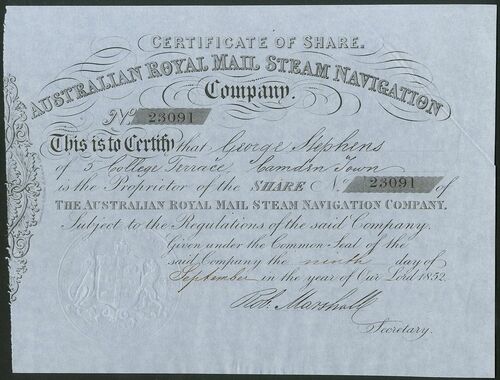 CERTIFICATE OF SHARE.
AUSTRALIAN ROYAL MAIL STEAM NAVIGATION
Company.
No. 23091
This is to Certify that George Stephens
of 5 College Terrace, Camden Town
is the Proprietor of the SHARE No. 23091 of
THE AUSTRALIAN ROYAL MAIL STEAM NAVIGATION COMPANY.
Subject to the Regulations of the said Company.
Given under the Common Seal of the
said Company the ninth day of
September in the year of Our Lord 1852.
Rob. Marshall
Secretary.